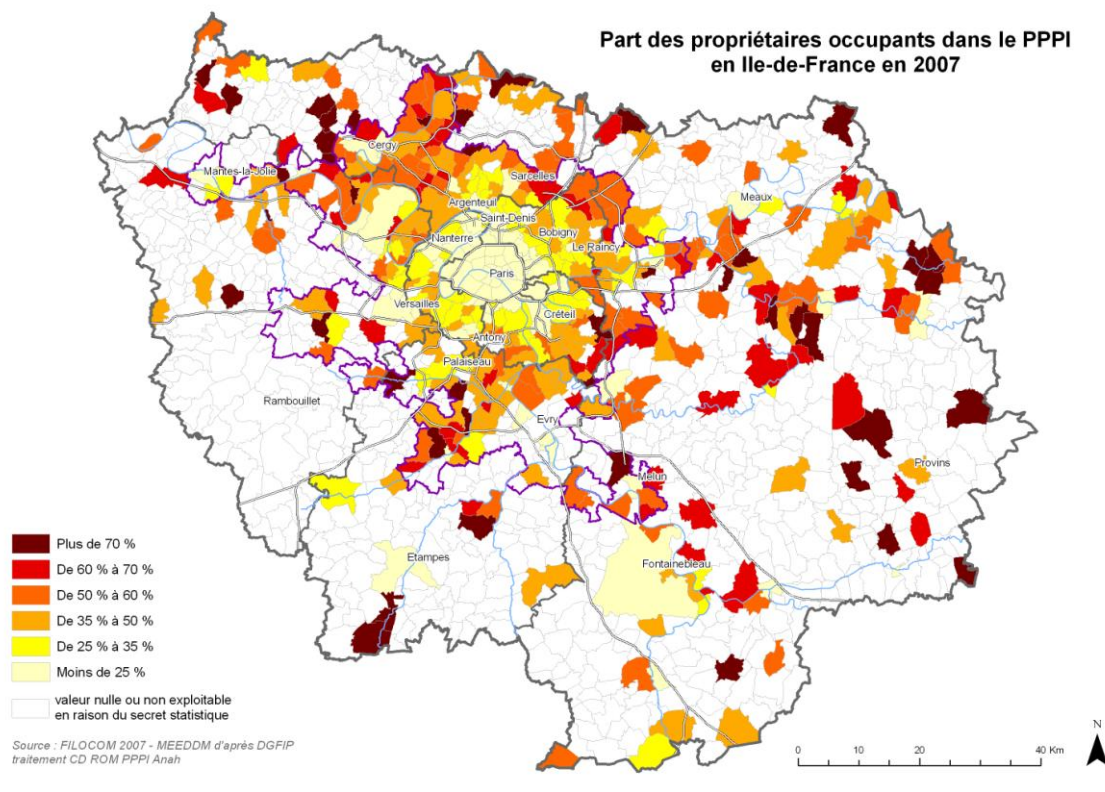 Part des propriétaires occupants dans le PPPI
en Ile-de-France en 2007
Cergy
Mantes-la-Jolie
Sarcelles
Meaux
Argenteuil
Saint-Denis
Nanterre
Bobigny
Le Raincy
Paris
Versailles
Créteil
Antony
Palaiseau
Rambouillet
Evry
Provins
Melun
Etampes
Fontainebleau
Plus de 70 %
De 60 % à 70 %
De 50 % à 60 %
De 35 % à 50 %
De 25 % à 35 %
Moins de 25 %
valeur nulle ou non exploitable
en raison du secret statistique
Source : FILOCOM 2007 - MEEDDM d'après DGFIP
traitement CD ROM PPPI Anah
0 10 20 40 Km
N